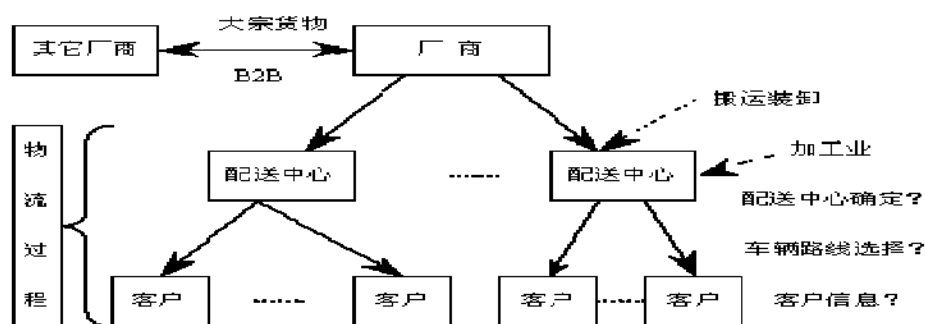 大宗货物
其它厂商
厂商
B2B
搬运装卸
加工业
物流过程
配送中心
……
配送中心
配送中心确定?
车辆路线选择?
客户
……
客户
客户
……
客户
客户信息?